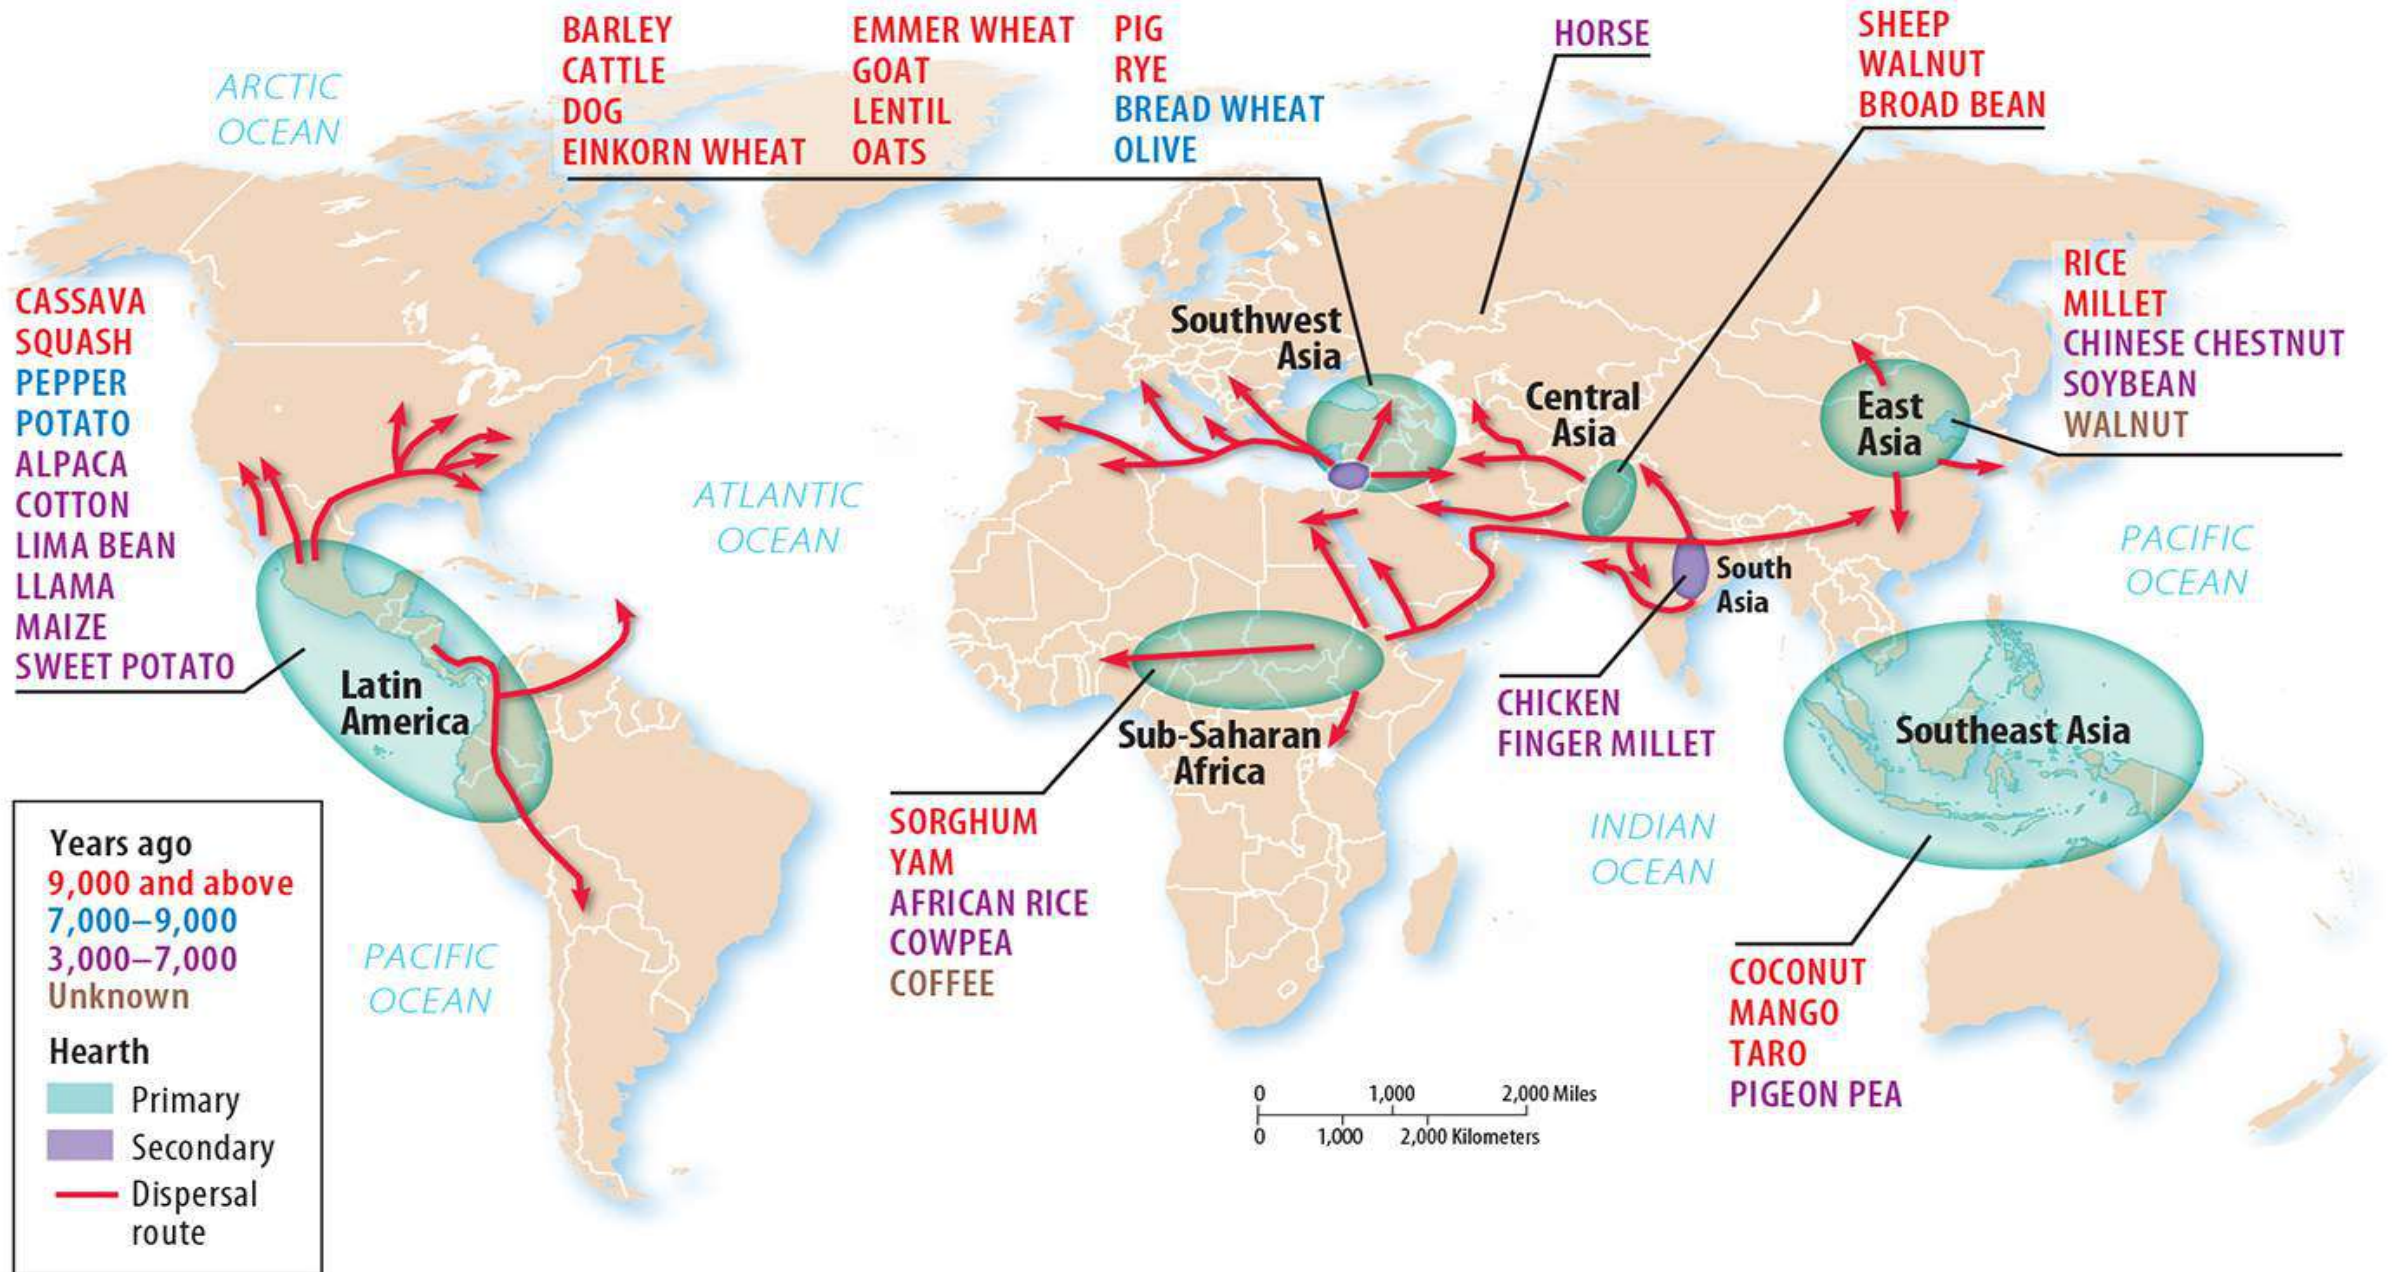 BARLEY
CATTLE
DOG
EINKORN WHEAT
EMMER WHEAT
GOAT
LENTIL
OATS
PIG
RYE
BREAD WHEAT
OLIVE
HORSE
SHEEP
WALNUT
BROAD BEAN
ARCTIC
OCEAN
RICE
MILLET
CHINESE CHESTNUT
SOYBEAN
WALNUT
CASSAVA
SQUASH
PEPPER
POTATO
ALPACA
COTTON
LIMA BEAN
LLAMA
MAIZE
SWEET POTATO
Southwest
Asia
Central
Asia
East
Asia
ATLANTIC
OCEAN
PACIFIC
OCEAN
South
Asia
Latin
America
Sub-Saharan
Africa
CHICKEN
FINGER MILLET
Southeast Asia
SORGHUM
YAM
AFRICAN RICE
COWPEA
COFFEE
INDIAN
OCEAN
PACIFIC
OCEAN
COCONUT
MANGO
TARO
PIGEON PEA
Years ago
9,000 and above
7,000–9,000
3,000–7,000
Unknown
Hearth
Primary
Secondary
Dispersal
route
0 1,000 2,000 Miles
0 1,000 2,000 Kilometers